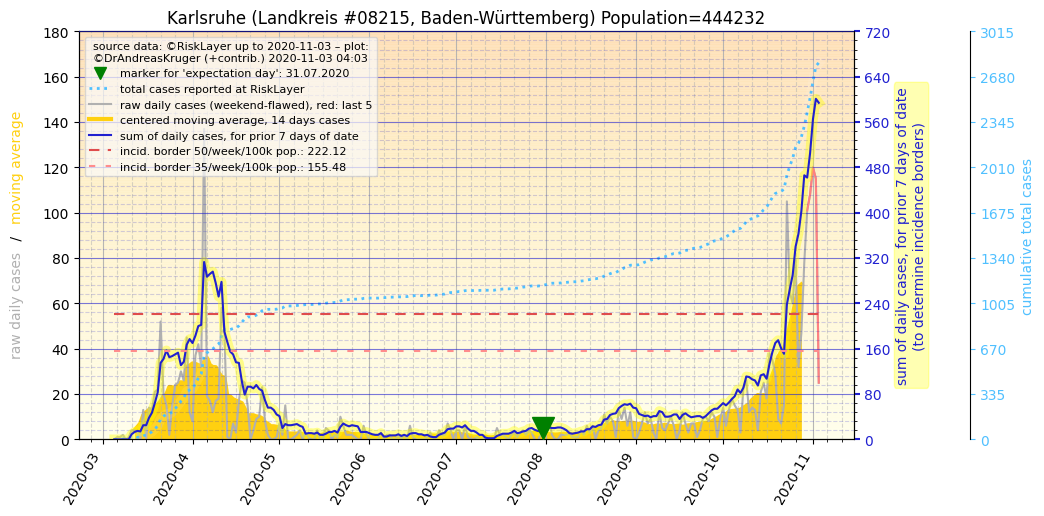 Karlsruhe (Landkreis #08215, Baden-Württemberg) Population=444232
source data: ©RiskLayer up to 2020-11-03 – plot:
©DrAndreasKruger (+contrib.) 2020-11-03 04:03
marker for 'expectation day': 31.07.2020
total cases reported at RiskLayer
raw daily cases (weekend-flawed), red: last 5
centered moving average, 14 days cases
sum of daily cases, for prior 7 days of date
incid. border 50/week/100k pop.: 222.12
incid. border 35/week/100k pop.: 155.48
raw daily cases / moving average
180
160
140
120
100
80
60
40
20
0
2020-03
2020-04
2020-05
2020-06
2020-07
2020-08
2020-09
2020-10
2020-11
720
640
560
480
400
320
240
160
80
0
sum of daily cases, for prior 7 days of date
(to determine incidence borders)
3015
2680
2345
2010
1675
1340
1005
670
335
0
cumulative total cases